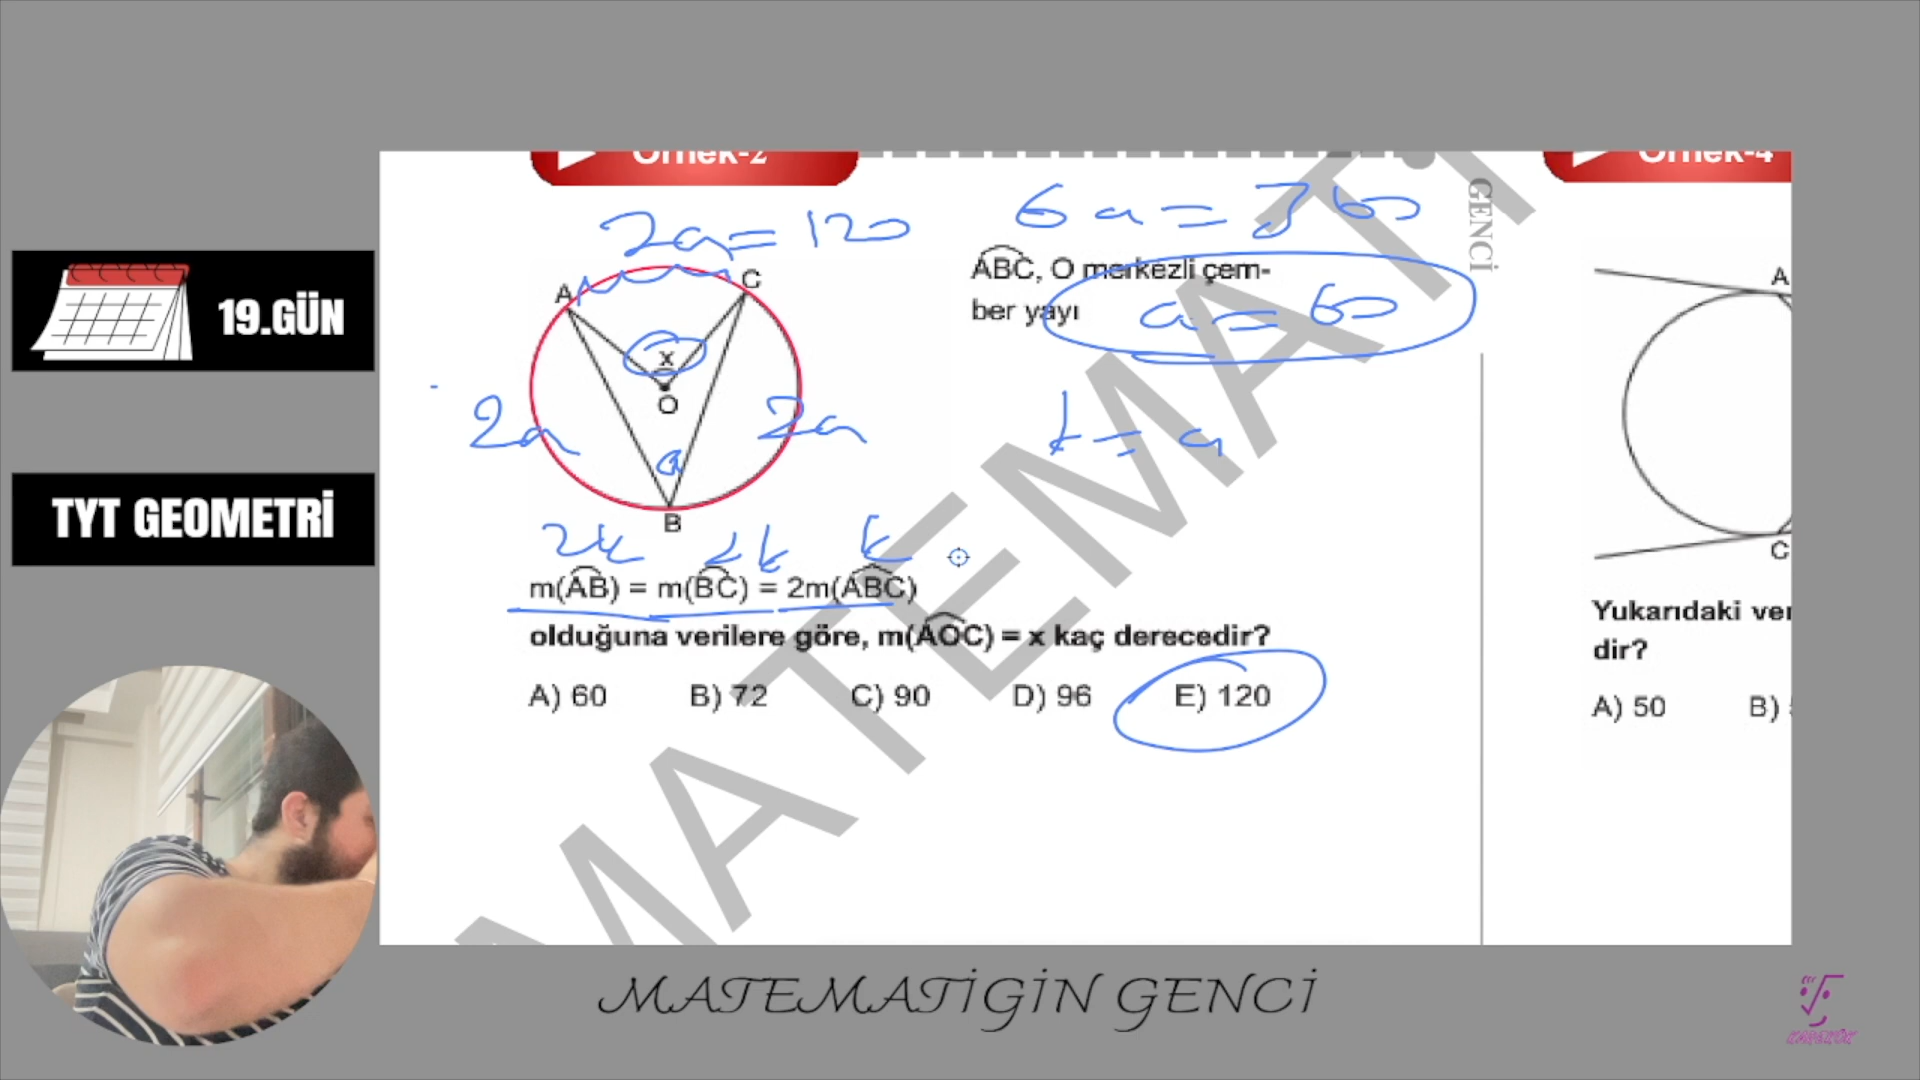 19.GÜN
TYT GEOMETRİ
Örnek-2
2a = 120
6a = 360
ABC, O merkezli çem-
ber yayı
a = 60
k = a
A
C
x
O
2a
2a
a
B
2k 2k k
m(AB) = m(BC) = 2m(ABC)
olduğuna verilere göre, m(AOC) = x kaç derecedir?
A) 60 B) 72 C) 90 D) 96 E) 120
GENCİ
MATEMATİ
Örnek-4
A
C
Yukarıdaki ver
dir?
A) 50 B)
MATEMATİGİN GENCİ
KAREKÖK